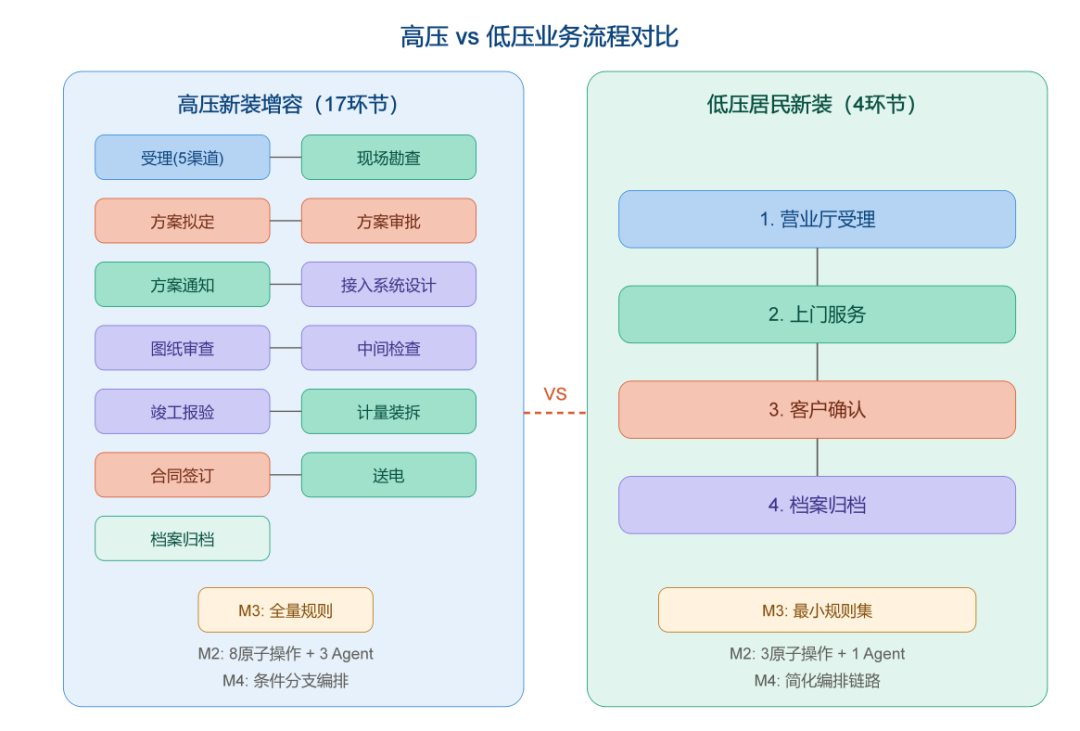 高压 vs 低压业务流程对比
高压新装增容（17环节）
受理(5渠道)
现场勘查
方案拟定
方案审批
方案通知
接入系统设计
图纸审查
中间检查
竣工报验
计量装拆
合同签订
送电
档案归档
M3: 全量规则
M2: 8原子操作 + 3 Agent
M4: 条件分支编排
VS
低压居民新装（4环节）
1. 营业厅受理
2. 上门服务
3. 客户确认
4. 档案归档
M3: 最小规则集
M2: 3原子操作 + 1 Agent
M4: 简化编排链路